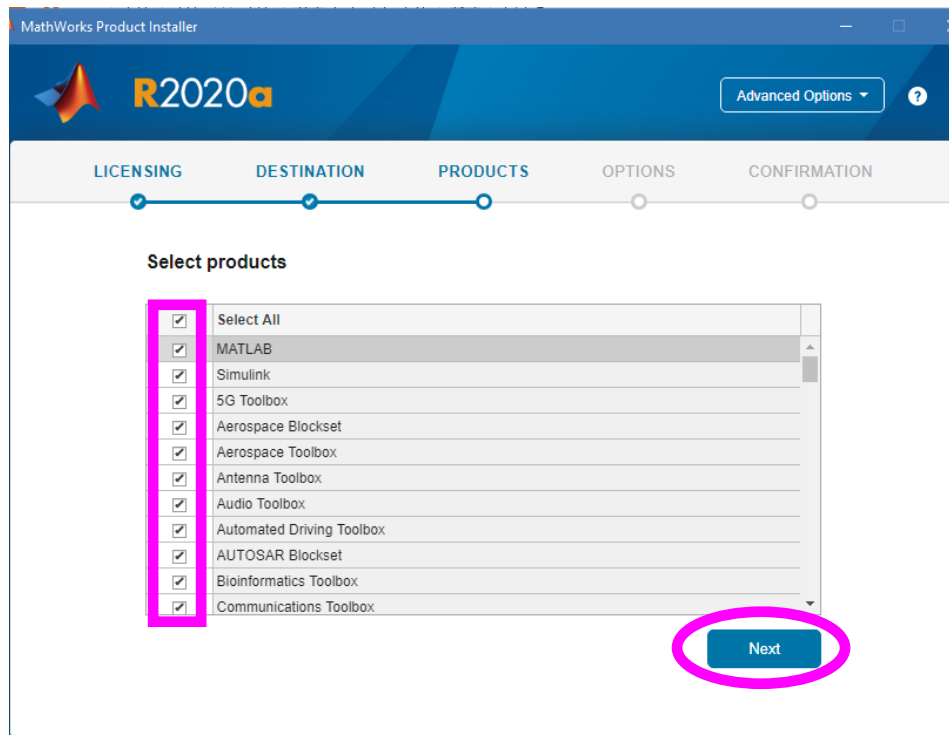 MathWorks Product Installer
R2020a
Advanced Options
?
LICENSING DESTINATION PRODUCTS OPTIONS CONFIRMATION
Select products
Select All
MATLAB
Simulink
5G Toolbox
Aerospace Blockset
Aerospace Toolbox
Antenna Toolbox
Audio Toolbox
Automated Driving Toolbox
AUTOSAR Blockset
Bioinformatics Toolbox
Communications Toolbox
Next